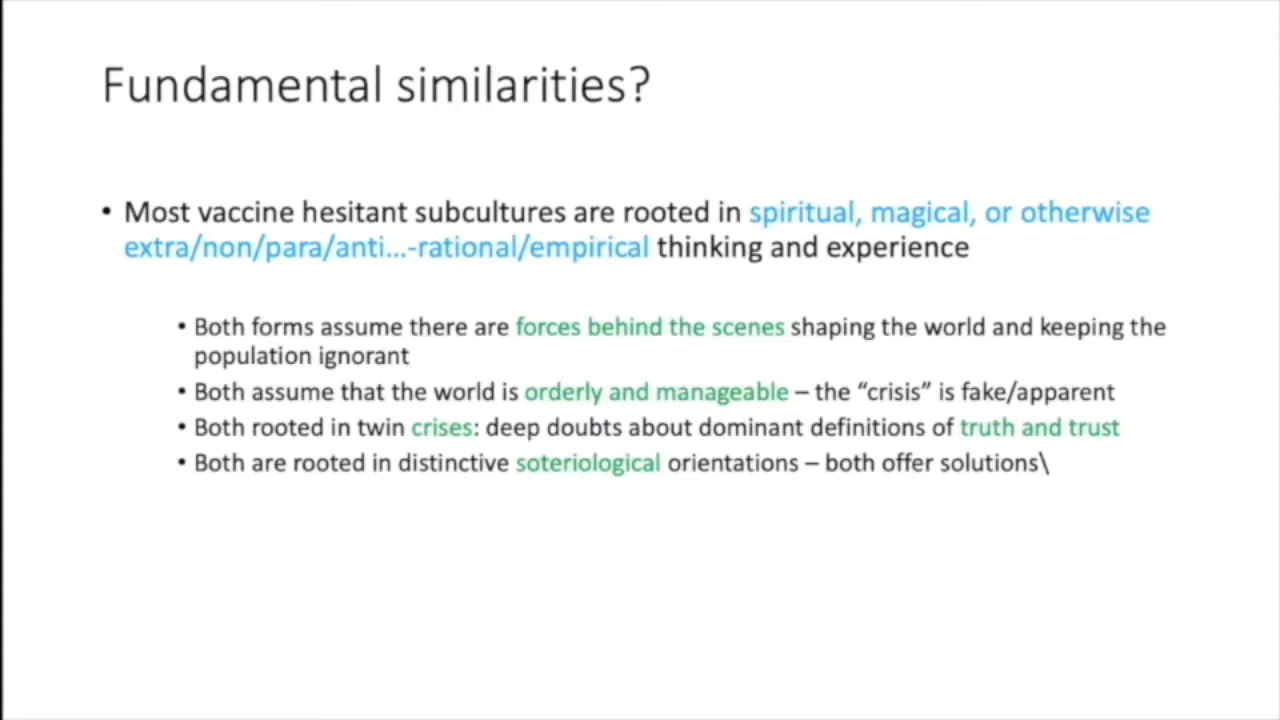 Fundamental similarities?
• Most vaccine hesitant subcultures are rooted in spiritual, magical, or otherwise
extra/non/para/anti...-rational/empirical thinking and experience
• Both forms assume there are forces behind the scenes shaping the world and keeping the
population ignorant
• Both assume that the world is orderly and manageable – the “crisis” is fake/apparent
• Both rooted in twin crises: deep doubts about dominant definitions of truth and trust
• Both are rooted in distinctive soteriological orientations – both offer solutions\